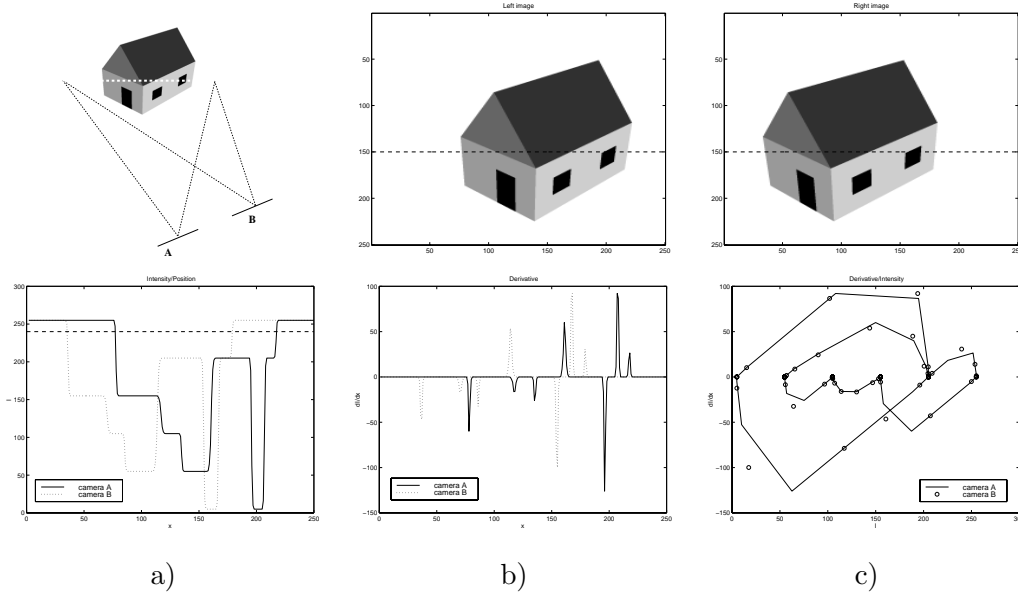 Left image
0
50
100
150
200
250
50 100 150 200 250
Right image
0
50
100
150
200
250
50 100 150 200 250
A
B
Intensity/Position
300
250
200
150
100
50
0
I
camera A
camera B
0 50 100 150 200 250
x
Derivative
100
50
0
−50
−100
−150
dI/dx
camera A
camera B
0 50 100 150 200 250
x
Derivative/Intensity
100
50
0
−50
−100
−150
dI/dx
camera A
camera B
0 50 100 150 200 250 300
I
a) b) c)